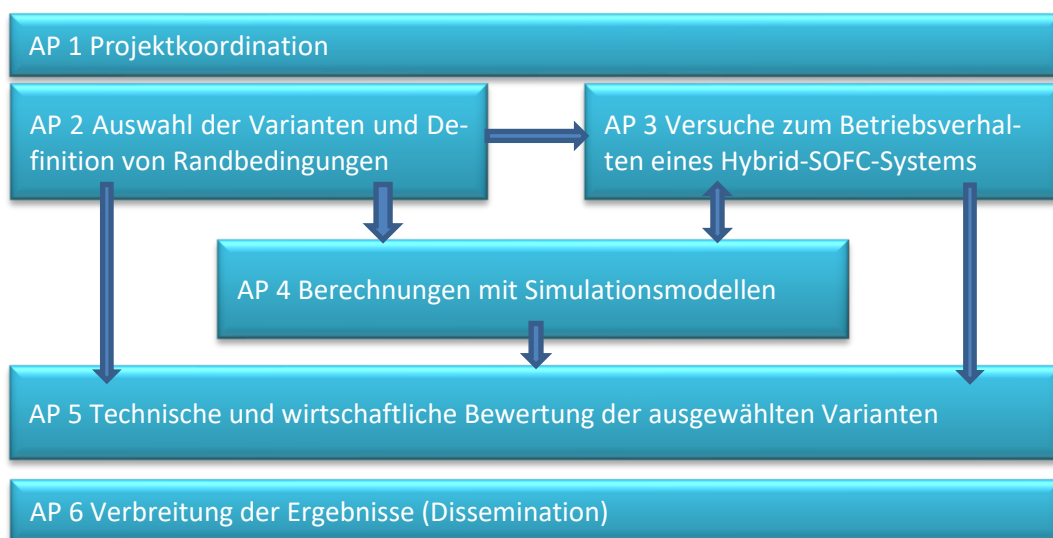 AP 1 Projektkoordination
AP 2 Auswahl der Varianten und De-
finition von Randbedingungen
AP 3 Versuche zum Betriebsverhal-
ten eines Hybrid-SOFC-Systems
AP 4 Berechnungen mit Simulationsmodellen
AP 5 Technische und wirtschaftliche Bewertung der ausgewählten Varianten
AP 6 Verbreitung der Ergebnisse (Dissemination)